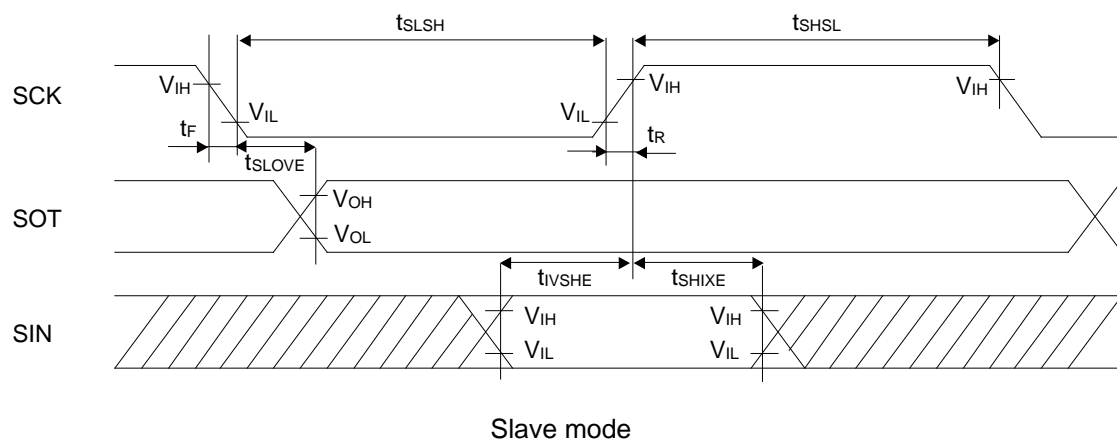 tSLSH
tSHSL
SCK
VIH
VIL
VIL
VIH
VIH
tF
tSLOVE
tR
SOT
VOH
VOL
tIVSHE
tSHIXE
SIN
VIH
VIH
VIL
VIL
Slave mode